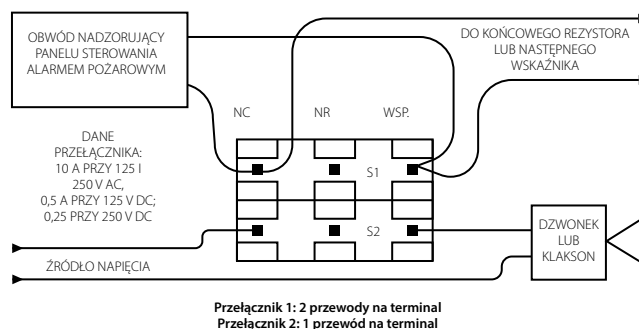 OBWÓD NADZORUJĄCY
PANELU STEROWANIA
ALARMEM POŻAROWYM
DO KOŃCOWEGO REZYSTORA
LUB NASTĘPNEGO
WSKAŹNIKA
NC NR WSP.
DANE
PRZEŁĄCZNIKA:
10 A PRZY 125 I
250 V AC,
0,5 A PRZY 125 V DC;
0,25 PRZY 250 V DC
S1
S2
DZWONEK
LUB
KLAKSON
ŹRÓDŁO NAPIĘCIA
Przełącznik 1: 2 przewody na terminal
Przełącznik 2: 1 przewód na terminal